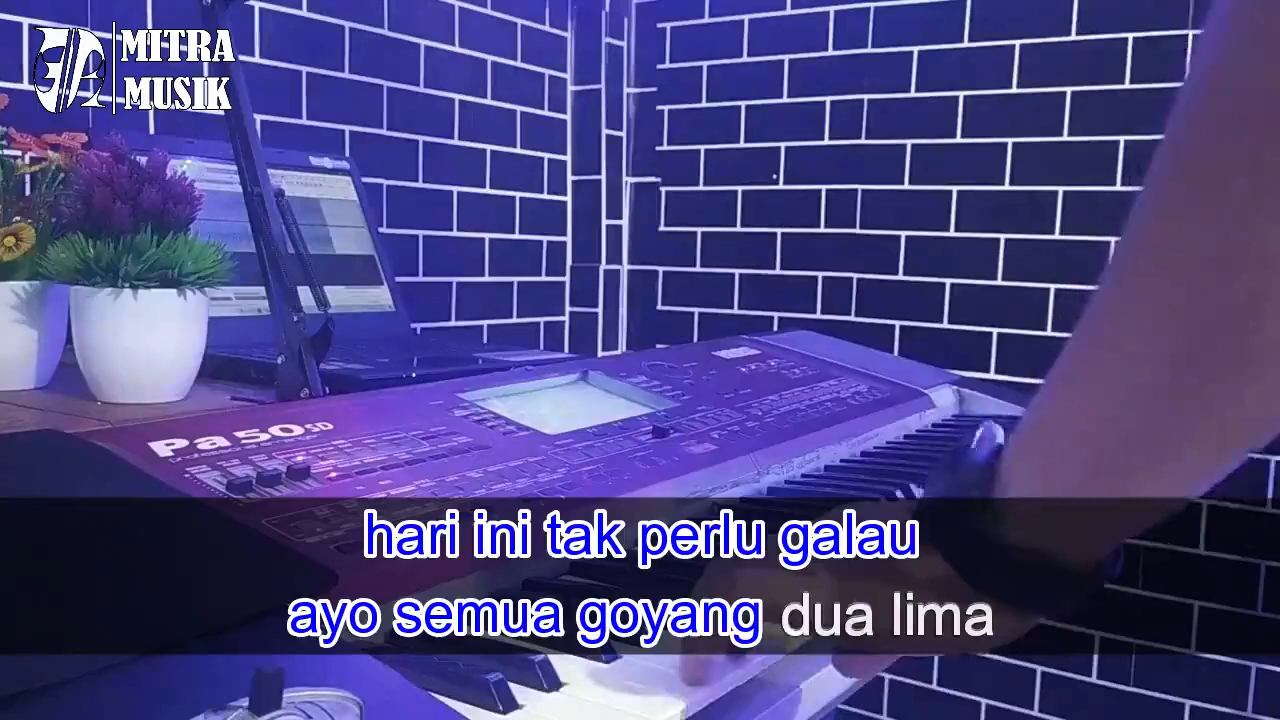 MITRA
MUSIK
Pa50SD
hari ini tak perlu galau
ayo semua goyang dua lima